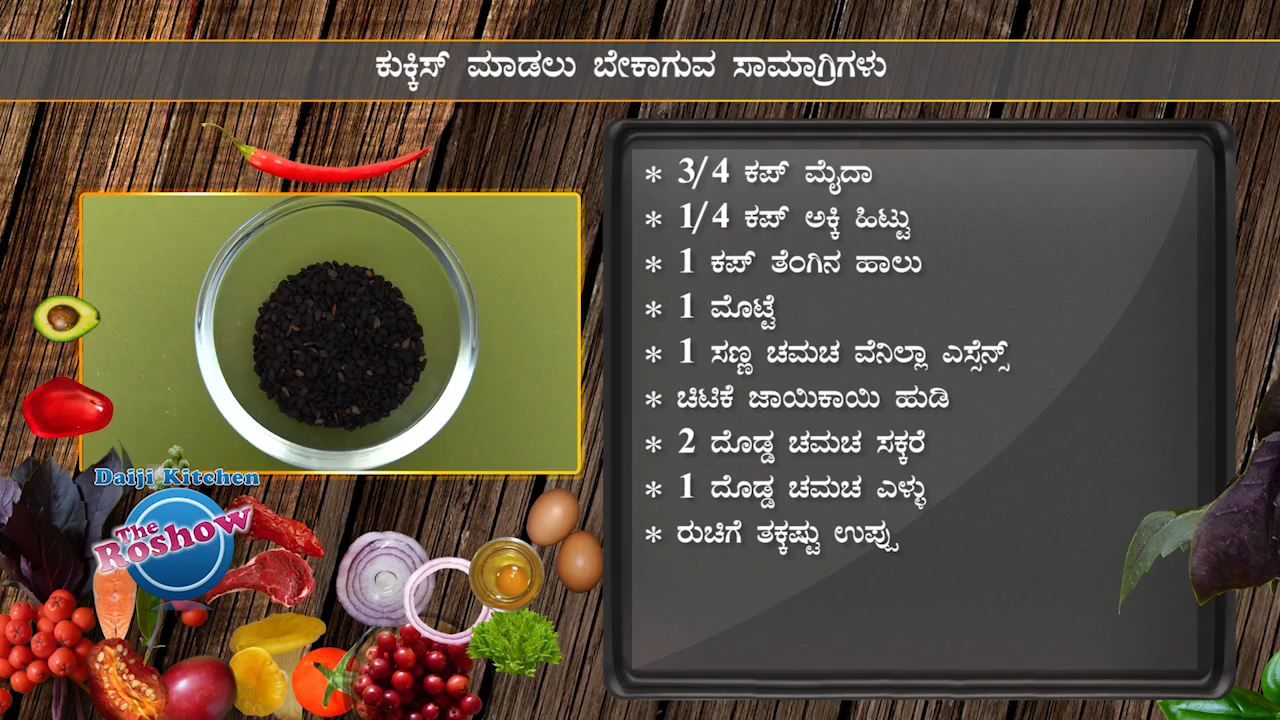 ಕುಕ್ಕಿಸ್ ಮಾಡಲು ಬೇಕಾಗುವ ಸಾಮಾಗ್ರಿಗಳು
* 3/4 ಕಪ್ ಮೈದಾ
* 1/4 ಕಪ್ ಅಕ್ಕಿ ಹಿಟ್ಟು
* 1 ಕಪ್ ತೆಂಗಿನ ಹಾಲು
* 1 ಮೊಟ್ಟೆ
* 1 ಸಣ್ಣ ಚಮಚ ವೆನಿಲ್ಲಾ ಎಸ್ಸೆನ್ಸ್
* ಚಿಟಿಕೆ ಜಾಯಿಕಾಯಿ ಹುಡಿ
* 2 ದೊಡ್ಡ ಚಮಚ ಸಕ್ಕರೆ
* 1 ದೊಡ್ಡ ಚಮಚ ಎಳ್ಳು
* ರುಚಿಗೆ ತಕ್ಕಷ್ಟು ಉಪ್ಪು
Daiji Kitchen
The
Roshow